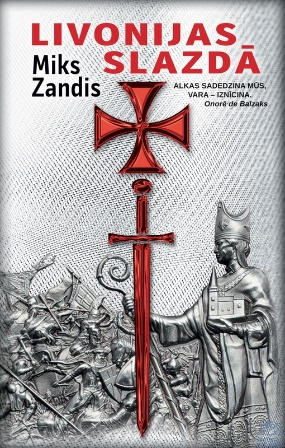 LIVONIJAS
SLAZDĀ
Miks
Zandis
ALKAS SADEDZINA MŪS,
VARA – IZNĪCINA.
Onorē de Balzaks